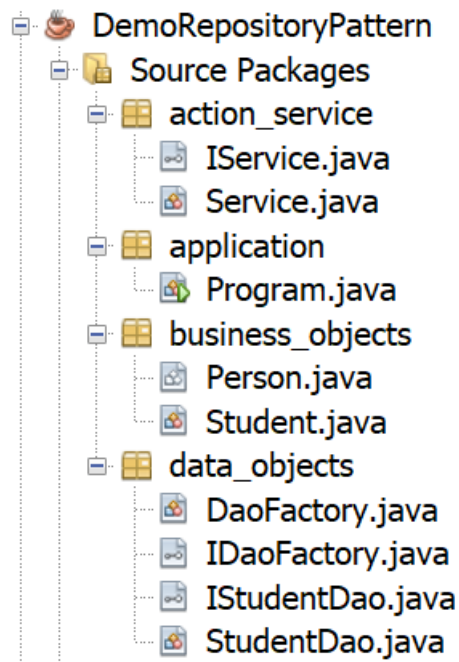 DemoRepositoryPattern
Source Packages
action_service
IService.java
Service.java
application
Program.java
business_objects
Person.java
Student.java
data_objects
DaoFactory.java
IDaoFactory.java
IStudentDao.java
StudentDao.java